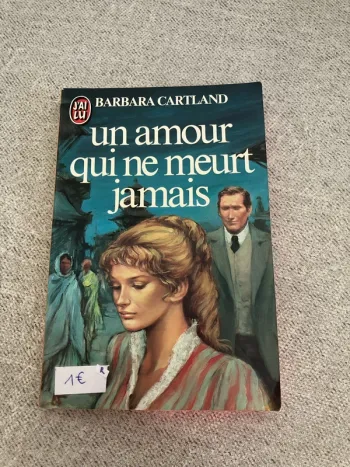 J'AI
LU
BARBARA CARTLAND
un amour
qui ne meurt
jamais
1€